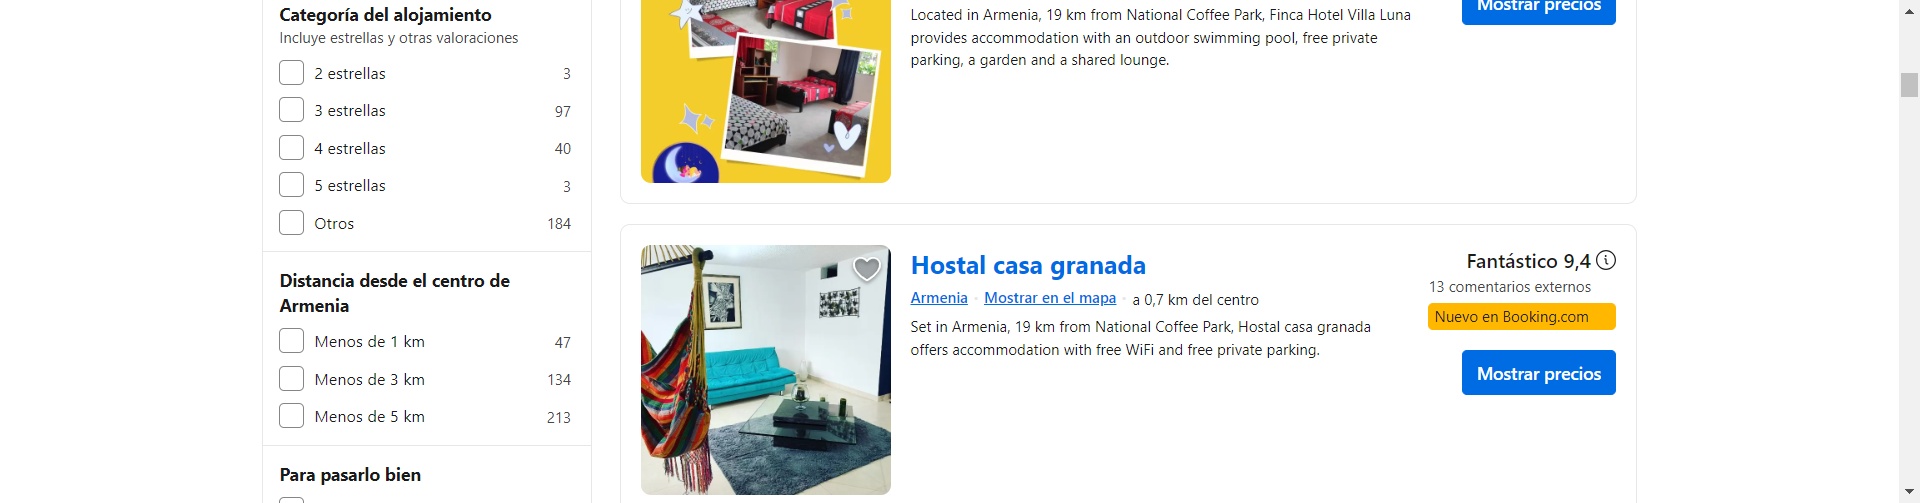 Categoría del alojamiento
Incluye estrellas y otras valoraciones
2 estrellas 3
3 estrellas 97
4 estrellas 40
5 estrellas 3
Otros 184
Distancia desde el centro de
Armenia
Menos de 1 km 47
Menos de 3 km 134
Menos de 5 km 213
Para pasarlo bien
Located in Armenia, 19 km from National Coffee Park, Finca Hotel Villa Luna
provides accommodation with an outdoor swimming pool, free private
parking, a garden and a shared lounge.
Mostrar precios
Hostal casa granada
Armenia · Mostrar en el mapa · a 0,7 km del centro
Set in Armenia, 19 km from National Coffee Park, Hostal casa granada
offers accommodation with free WiFi and free private parking.
Fantástico 9,4
13 comentarios externos
Nuevo en Booking.com
Mostrar precios